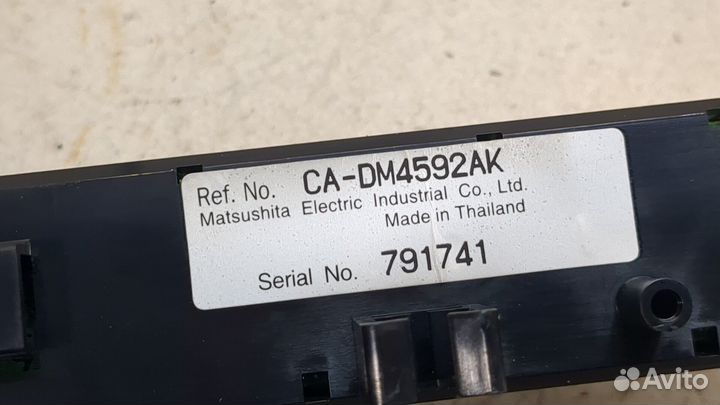 Ref. No. CA-DM4592AK
Matsushita Electric Industrial Co., Ltd.
Made in Thailand
Serial No. 791741
Avito